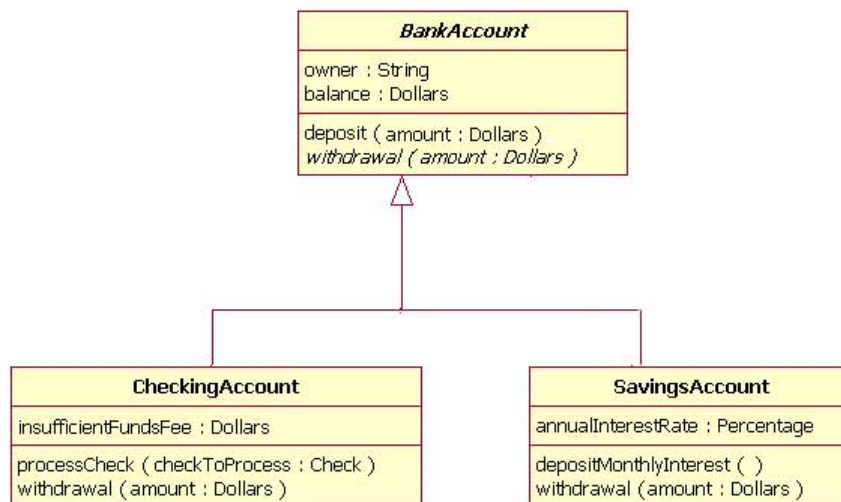 BankAccount
owner : String
balance : Dollars
deposit ( amount : Dollars )
withdrawal ( amount : Dollars )
CheckingAccount
insufficientFundsFee : Dollars
processCheck ( checkToProcess : Check )
withdrawal ( amount : Dollars )
SavingsAccount
annualInterestRate : Percentage
depositMonthlyInterest ( )
withdrawal ( amount : Dollars )